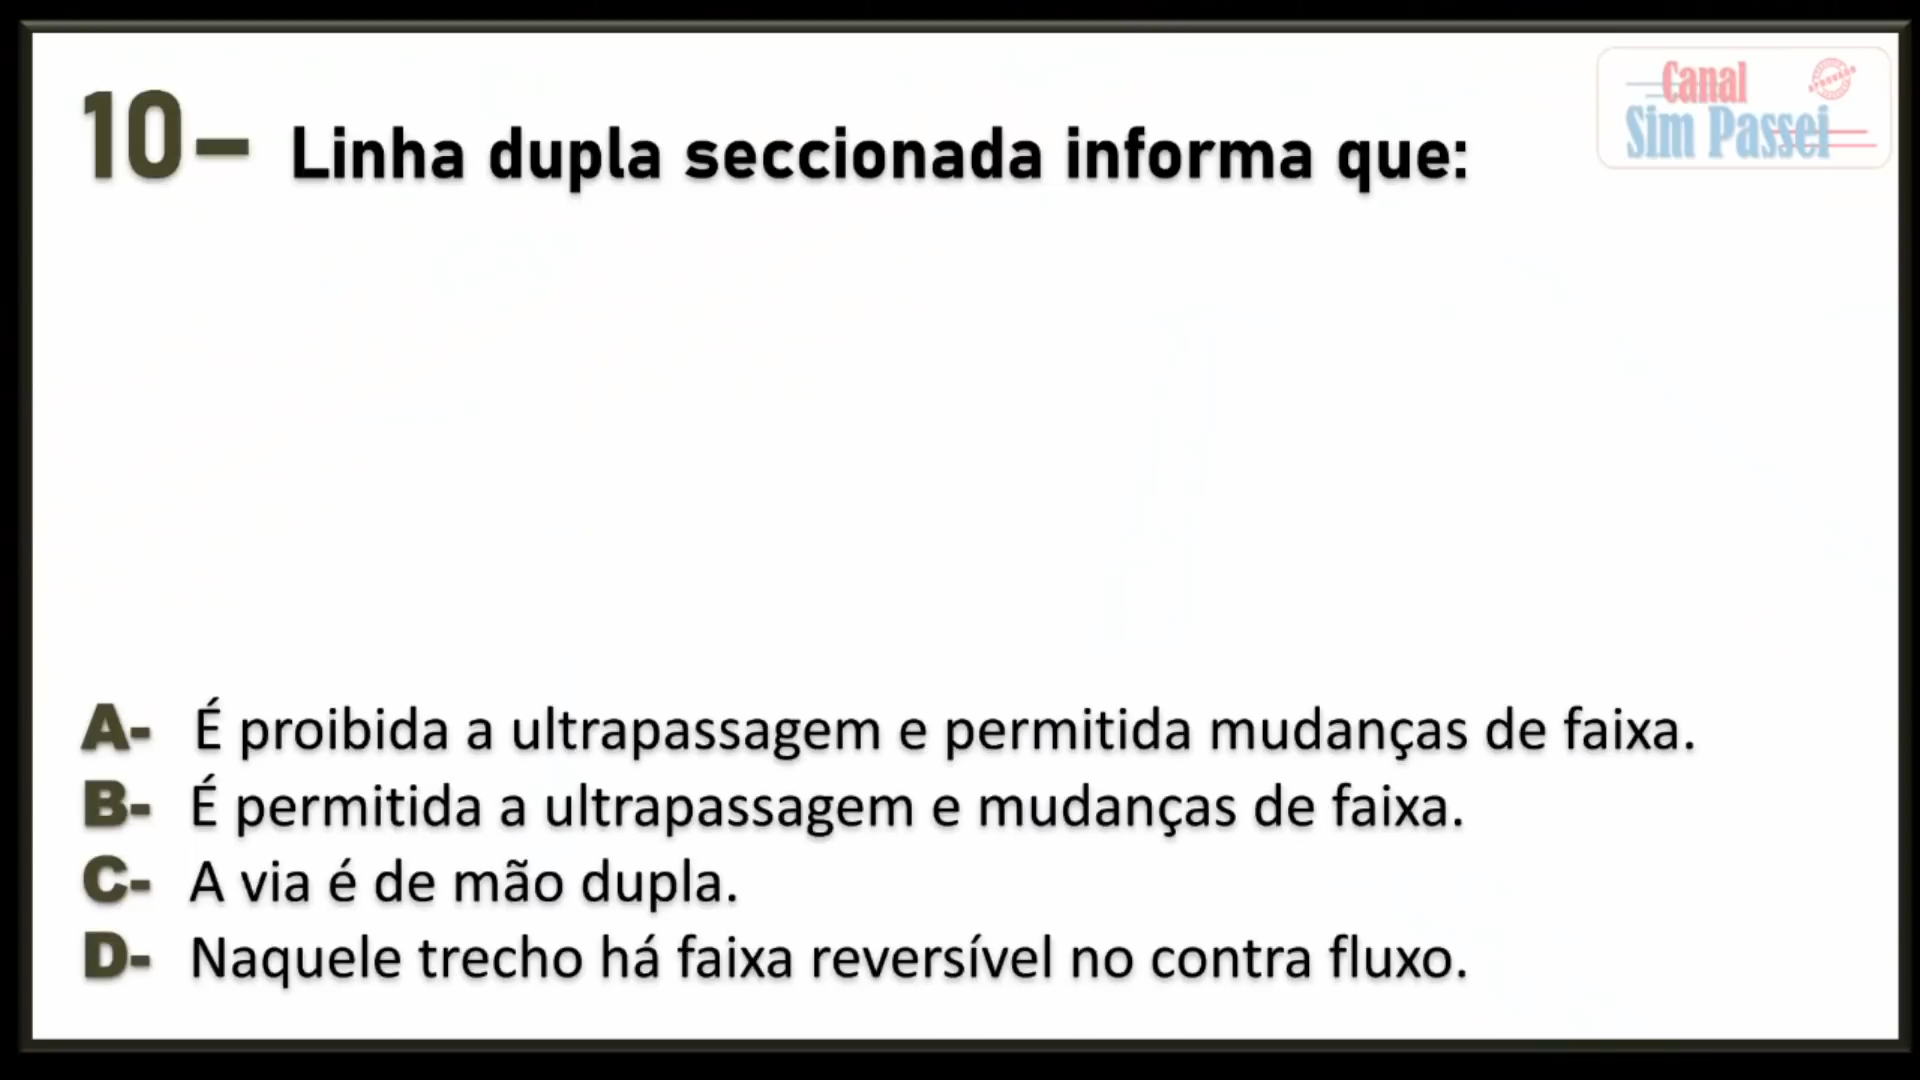 Canal
APROVADO
Sim Passei
10– Linha dupla seccionada informa que:
A- É proibida a ultrapassagem e permitida mudanças de faixa.
B- É permitida a ultrapassagem e mudanças de faixa.
C- A via é de mão dupla.
D- Naquele trecho há faixa reversível no contra fluxo.